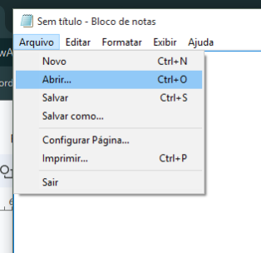 Sem título - Bloco de notas
Arquivo Editar Formatar Exibir Ajuda
Novo Ctrl+N
Abrir... Ctrl+O
Salvar Ctrl+S
Salvar como...
Configurar Página...
Imprimir... Ctrl+P
Sair